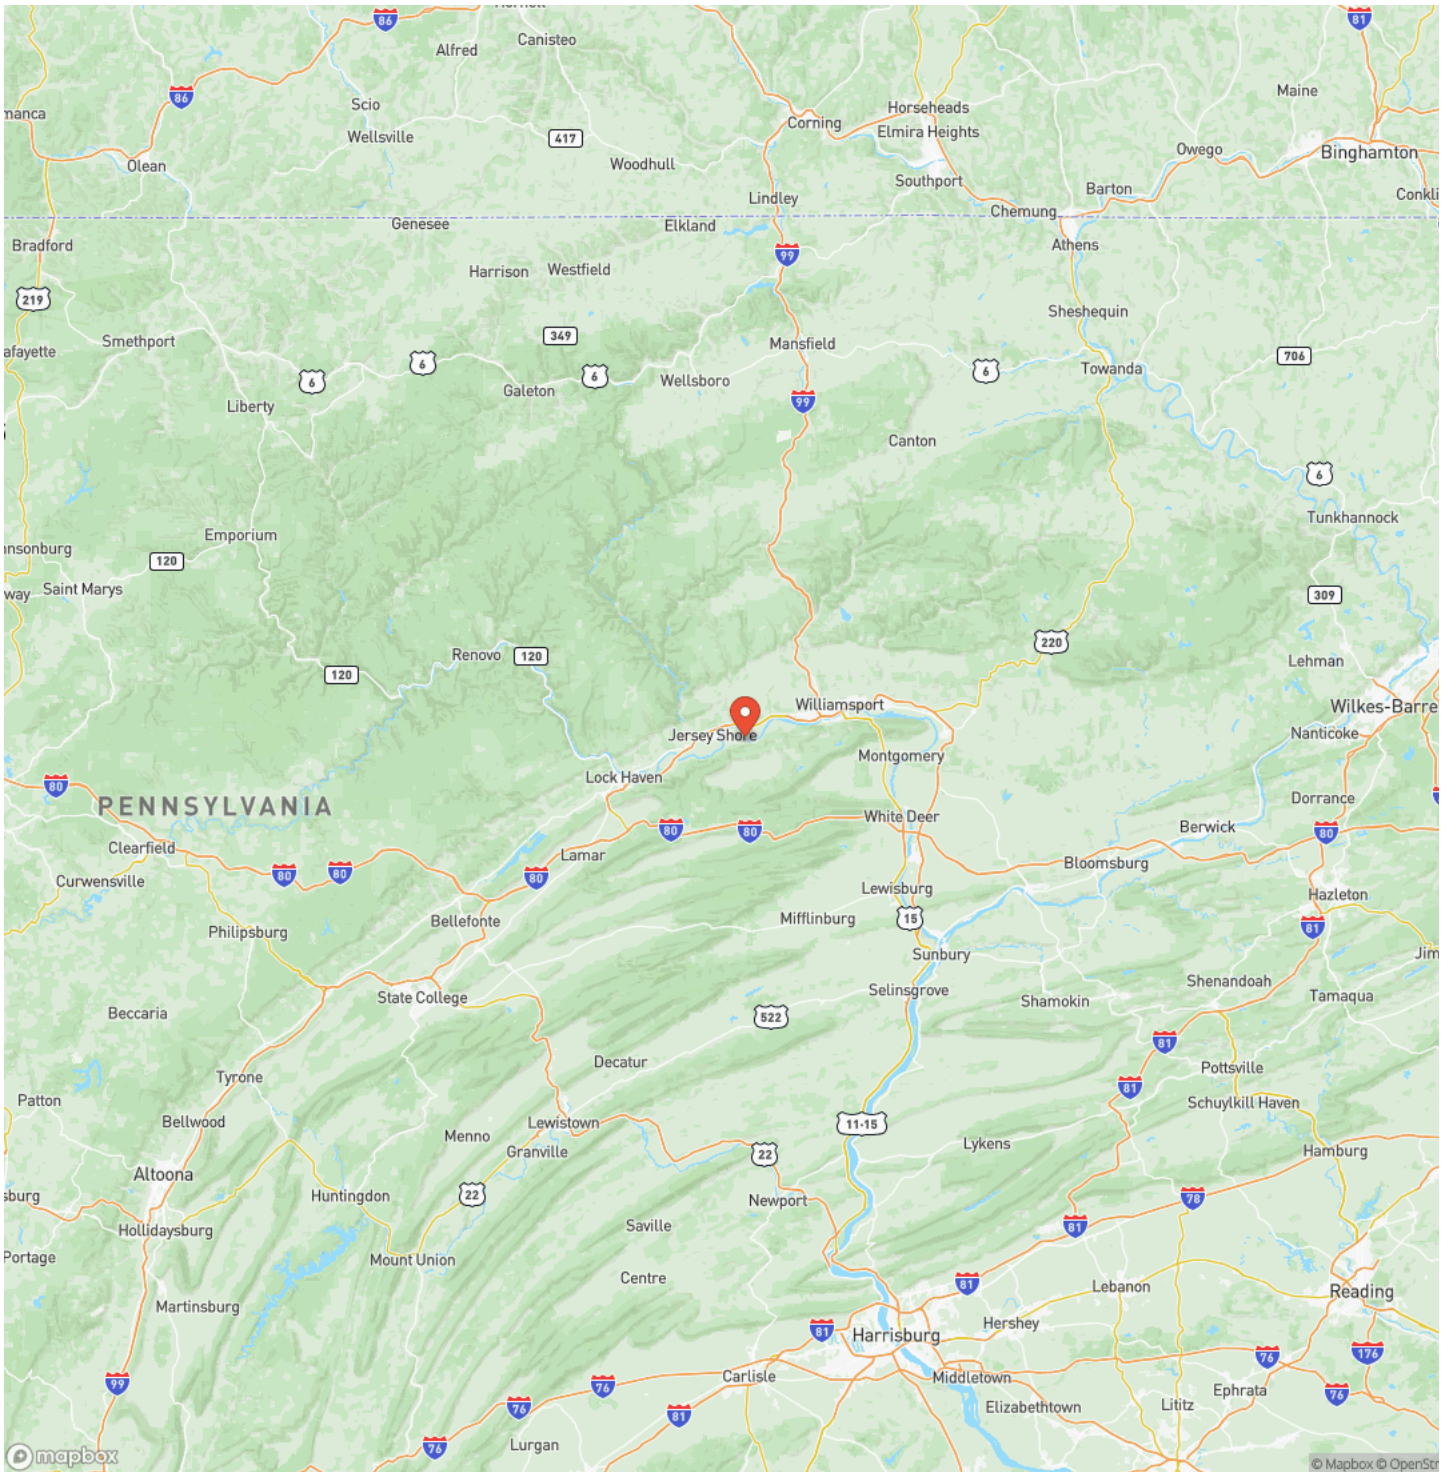 Hornell
86
81
Alfred
Canisteo
86
Scio
Maine
manca
Horseheads
Corning
Wellsville
417
Elmira Heights
Owego
Binghamton
Olean
Woodhull
Southport
Barton
Conkli
Lindley
Chemung
Genesee
Elkland
Bradford
Athens
99
Harrison
Westfield
219
Sheshequin
349
Smethport
Mansfield
afayette
706
6
6
6
6
Towanda
Galeton
Wellsboro
Liberty
99
Canton
6
Tunkhannock
Emporium
nnsonburg
120
Saint Marys
way
309
220
Renovo
120
Lehman
120
Williamsport
Wilkes-Barre
Jersey Shore
Nanticoke
Montgomery
Lock Haven
80
Dorrance
PENNSYLVANIA
White Deer
Berwick
80
80
80
Clearfield
Lamar
Bloomsburg
80
80
80
Curwensville
Lewisburg
Hazleton
Bellefonte
Mifflinburg
15
81
Philipsburg
Sunbury
Jim
Shenandoah
Selinsgrove
State College
Tamaqua
Shamokin
Beccaria
522
81
Decatur
Pottsville
Tyrone
81
Patton
Schuylkill Haven
Bellwood
Lewistown
11-15
Menno
Lykens
Granville
22
Hamburg
Altoona
sburg
Huntingdon
22
78
Newport
Saville
81
Hollidaysburg
Portage
Mount Union
Centre
81
Lebanon
Reading
Martinsburg
Hershey
81
Harrisburg
176
76
Carlisle
Middletown
99
76
Ephrata
76
76
Elizabethtown
Lititz
81
76
Lurgan
mapbox
© Mapbox © OpenStr